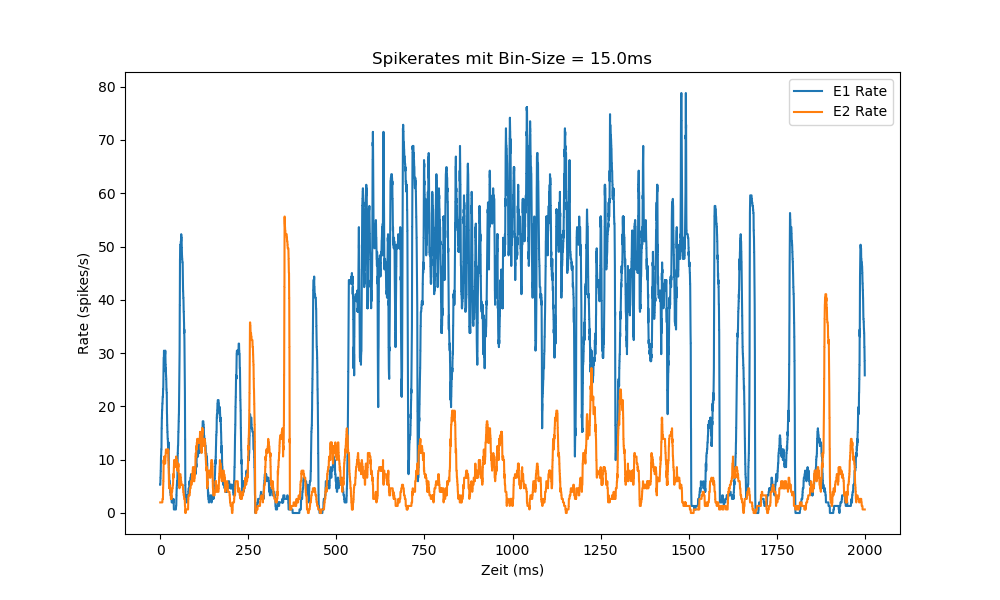 Spikerates mit Bin-Size = 15.0ms
E1 Rate
E2 Rate
Rate (spikes/s)
80
70
60
50
40
30
20
10
0
0 250 500 750 1000 1250 1500 1750 2000
Zeit (ms)